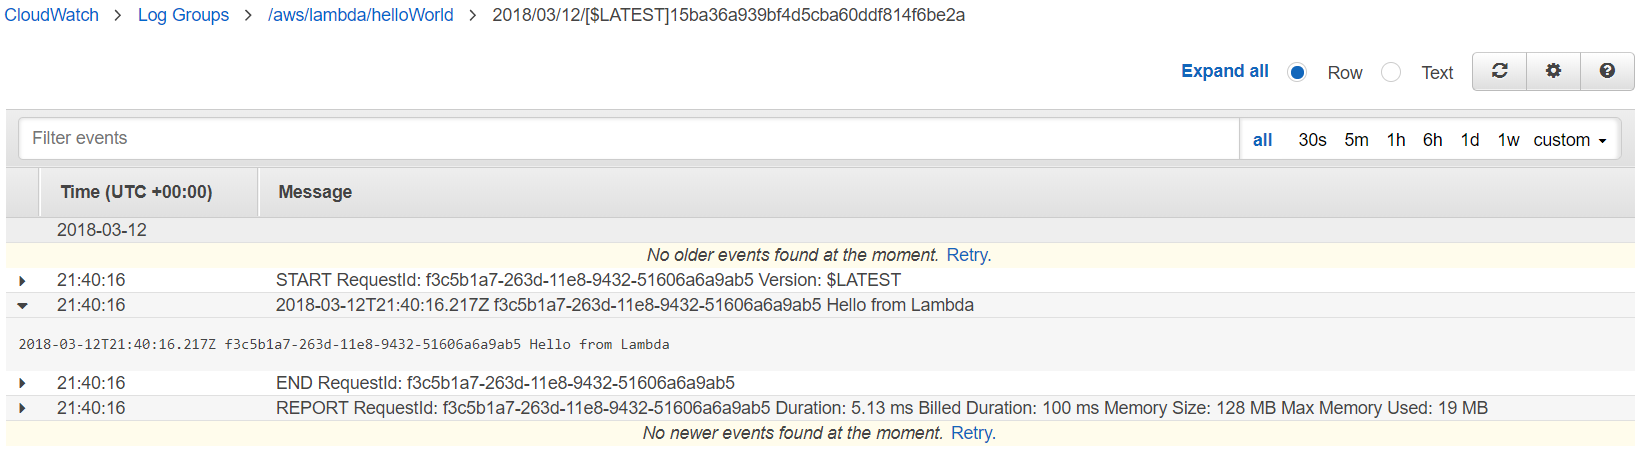 CloudWatch > Log Groups > /aws/lambda/helloWorld > 2018/03/12/[$LATEST]15ba36a939bf4d5cba60ddf814f6be2a
Expand all Row Text
Filter events all 30s 5m 1h 6h 1d 1w custom
Time (UTC +00:00) Message
2018-03-12
No older events found at the moment. Retry.
21:40:16 START RequestId: f3c5b1a7-263d-11e8-9432-51606a6a9ab5 Version: $LATEST
21:40:16 2018-03-12T21:40:16.217Z f3c5b1a7-263d-11e8-9432-51606a6a9ab5 Hello from Lambda
2018-03-12T21:40:16.217Z f3c5b1a7-263d-11e8-9432-51606a6a9ab5 Hello from Lambda
21:40:16 END RequestId: f3c5b1a7-263d-11e8-9432-51606a6a9ab5
21:40:16 REPORT RequestId: f3c5b1a7-263d-11e8-9432-51606a6a9ab5 Duration: 5.13 ms Billed Duration: 100 ms Memory Size: 128 MB Max Memory Used: 19 MB
No newer events found at the moment. Retry.